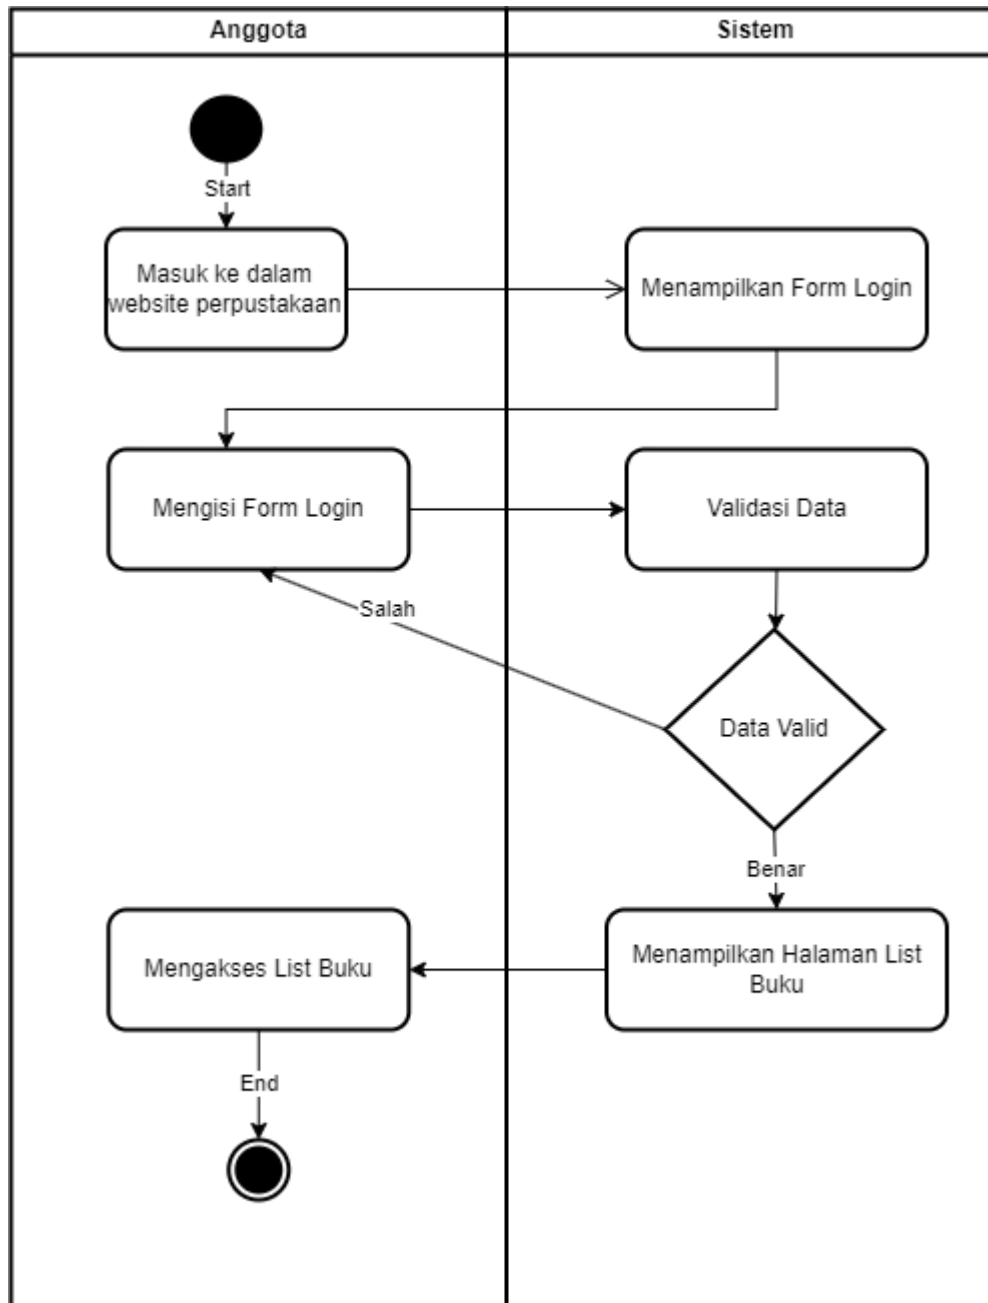 Anggota
Sistem
Start
Masuk ke dalam
website perpustakaan
Menampilkan Form Login
Mengisi Form Login
Validasi Data
Salah
Data Valid
Benar
Mengakses List Buku
Menampilkan Halaman List
Buku
End